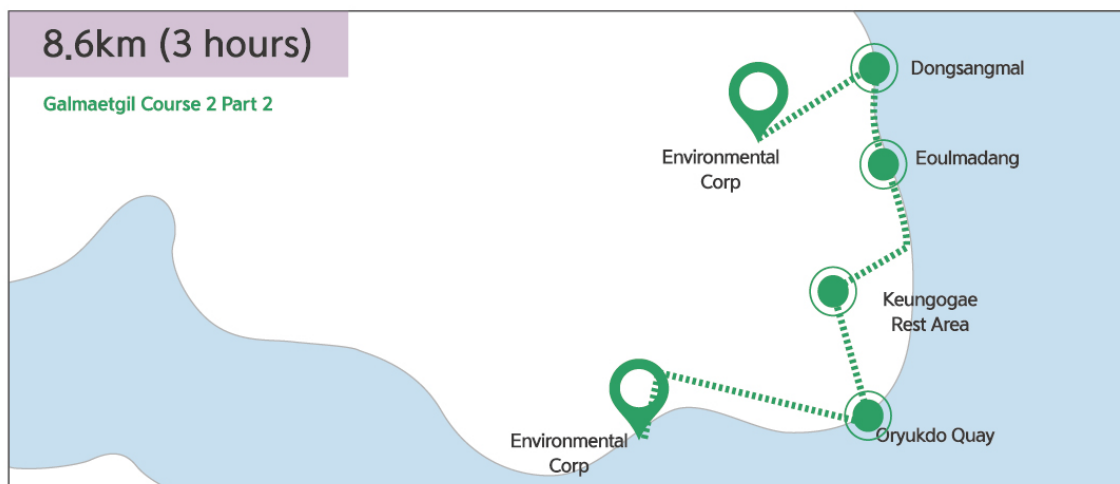 8.6km (3 hours)
Galmaetgil Course 2 Part 2
Dongsangmal
Environmental
Corp
Eoulmadang
Keungogae
Rest Area
Environmental
Corp
Oryukdo Quay